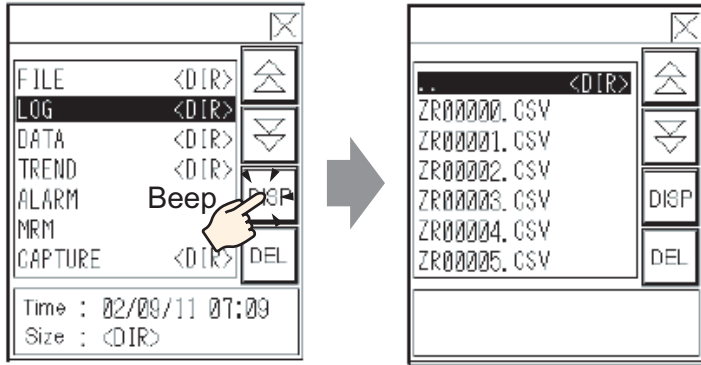 FILE <DIR>
LOG <DIR>
DATA <DIR>
TREND <DIR>
ALARM
MRM
CAPTURE <DIR>
Beep
DISP
DEL
Time : 02/09/11 07:09
Size : <DIR>
.. <DIR>
ZR00000.CSV
ZR00001.CSV
ZR00002.CSV
ZR00003.CSV
ZR00004.CSV
ZR00005.CSV
DISP
DEL